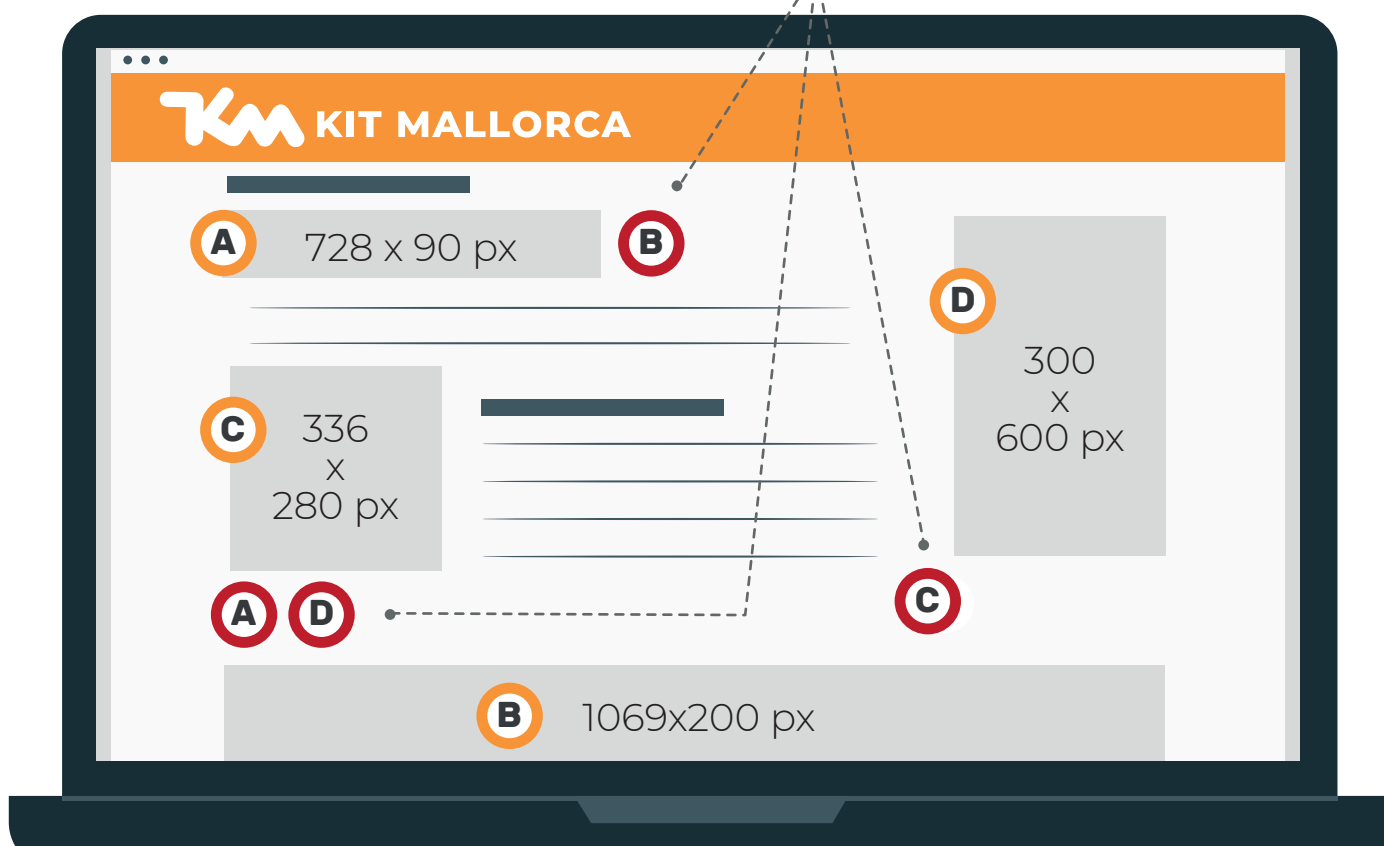 KM KIT MALLORCA
A 728 x 90 px B
D
300
x
600 px
C 336
x
280 px
A D
C
B 1069x200 px